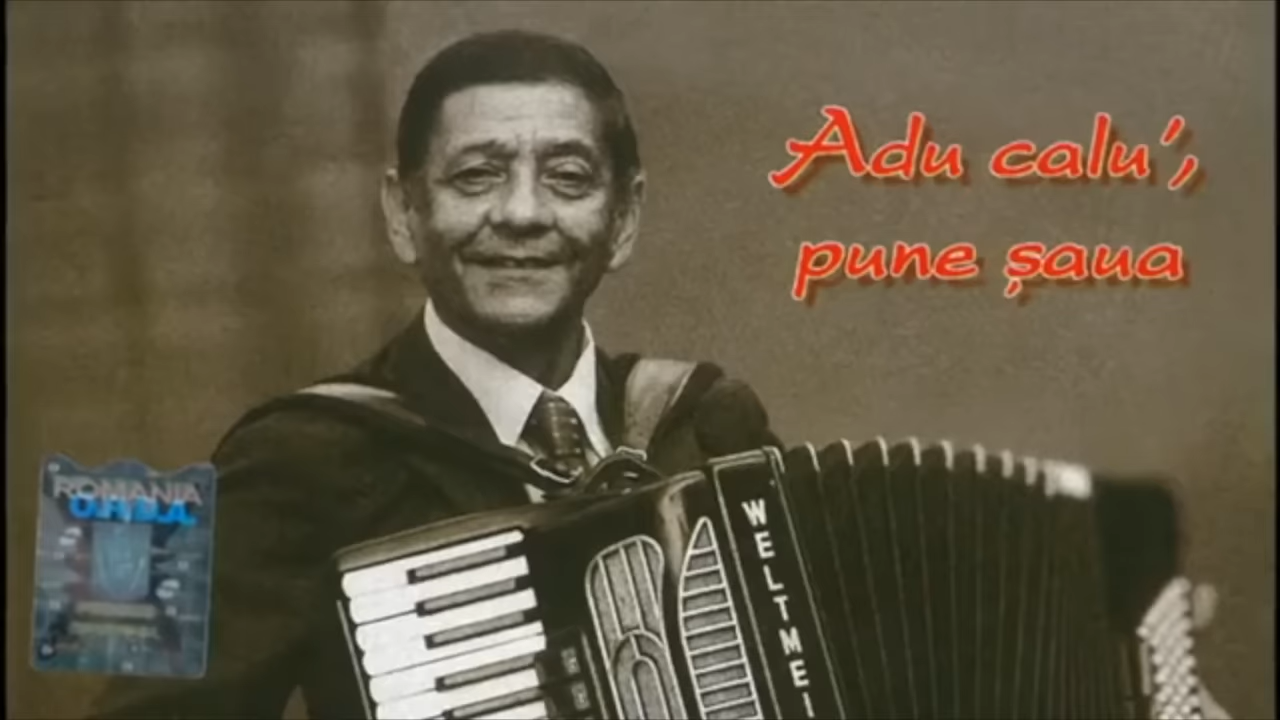 Adu calu',
pune șaua
ROMANIA
O.R.D.A.
WELTMEI